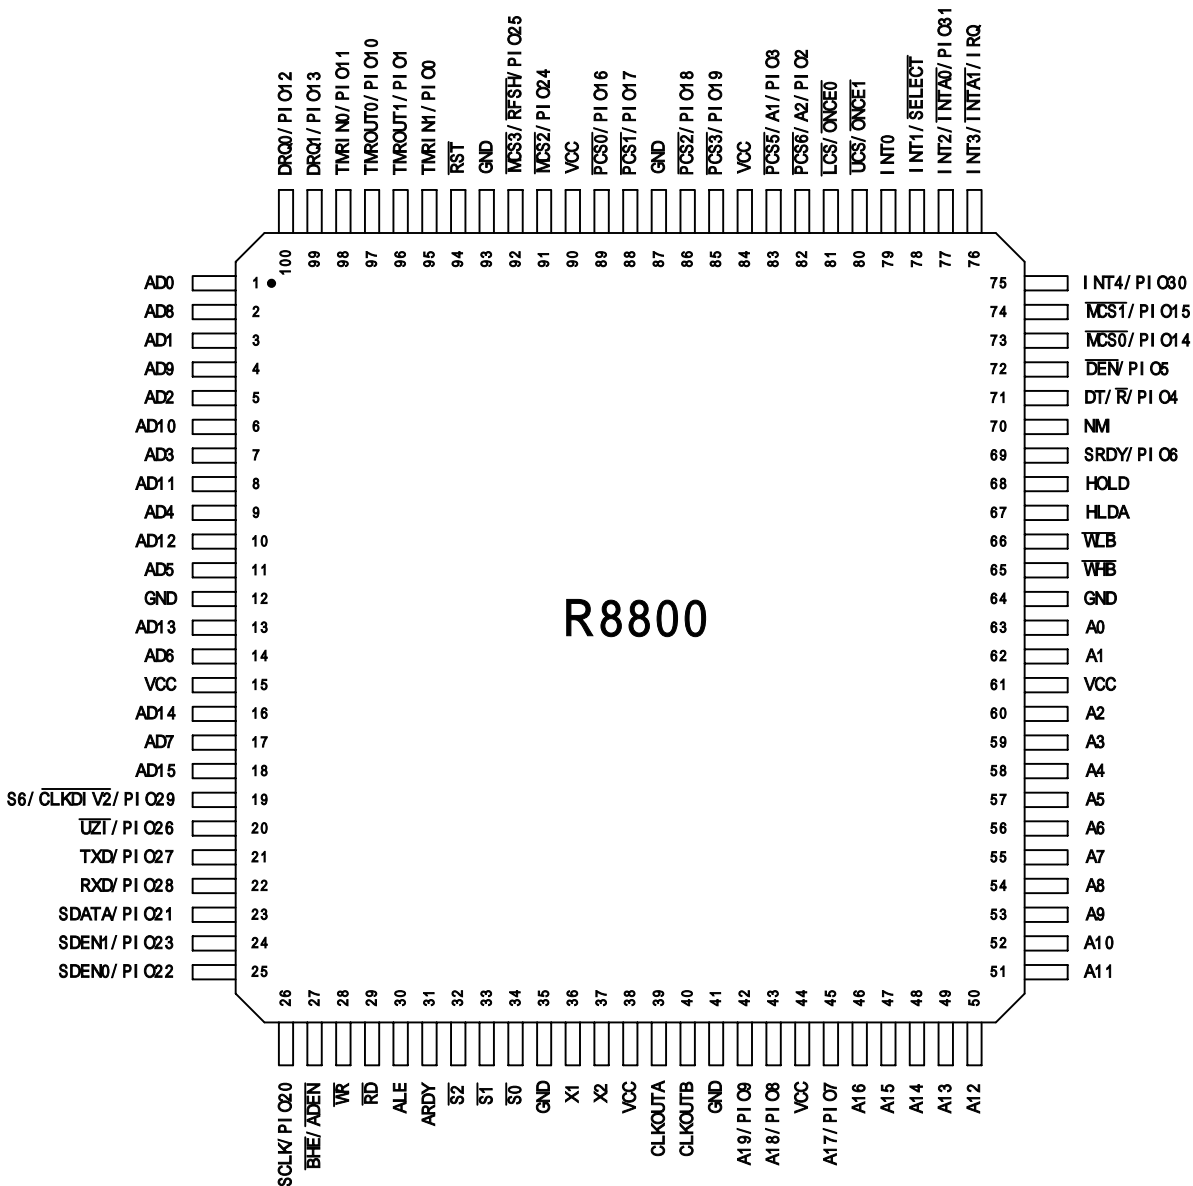 DRQ0/PIO12
DRQ1/PIO13
TMRIN0/PIO11
TMROUT0/PIO10
TMROUT1/PIO1
TMRIN1/PIO0
RST
GND
MCS3/RFSH/PIO25
MCS2/PIO24
VCC
PCS0/PIO16
PCS1/PIO17
GND
PCS2/PIO18
PCS3/PIO19
VCC
PCS5/A1/PIO3
PCS6/A2/PIO2
LCS/ONCE0
UCS/ONCE1
INT0
INT1/SELECT
INT2/INTA0/PIO31
INT3/INTA1/IRQ
100 99 98 97 96 95 94 93 92 91 90 89 88 87 86 85 84 83 82 81 80 79 78 77 76
AD0 1
AD8 2
AD1 3
AD9 4
AD2 5
AD10 6
AD3 7
AD11 8
AD4 9
AD12 10
AD5 11
GND 12
AD13 13
AD6 14
VCC 15
AD14 16
AD7 17
AD15 18
S6/CLKDIV2/PIO29 19
UZI/PIO26 20
TXD/PIO27 21
RXD/PIO28 22
SDATA/PIO21 23
SDEN1/PIO23 24
SDEN0/PIO22 25
R8800
75 INT4/PIO30
74 MCS1/PIO15
73 MCS0/PIO14
72 DEN/PIO5
71 DT/R/PIO4
70 NMI
69 SRDY/PIO6
68 HOLD
67 HLDA
66 WLB
65 WHB
64 GND
63 A0
62 A1
61 VCC
60 A2
59 A3
58 A4
57 A5
56 A6
55 A7
54 A8
53 A9
52 A10
51 A11
26 27 28 29 30 31 32 33 34 35 36 37 38 39 40 41 42 43 44 45 46 47 48 49 50
SCLK/PIO20
BHE/ADEN
WR
RD
ALE
ARDY
S2
S1
S0
GND
X1
X2
VCC
CLKOUTA
CLKOUTB
GND
A19/PIO9
A18/PIO8
VCC
A17/PIO7
A16
A15
A14
A13
A12